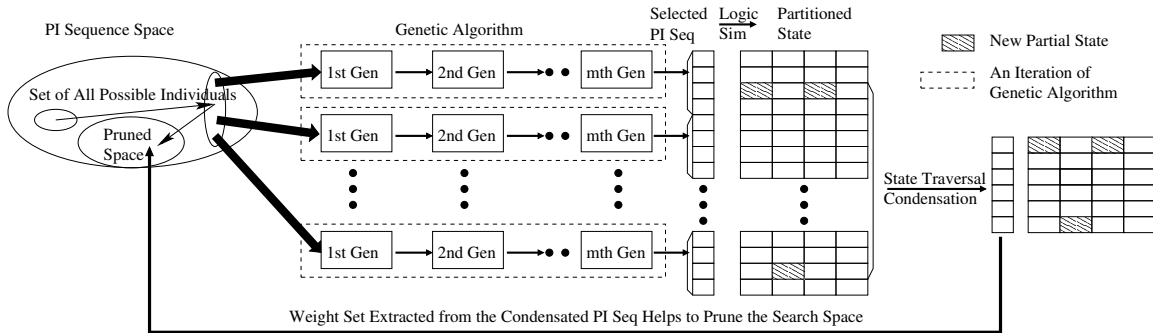 PI Sequence Space
Set of All Possible Individuals
Pruned
Space
Genetic Algorithm
1st Gen
2nd Gen
mth Gen
1st Gen
2nd Gen
mth Gen
1st Gen
2nd Gen
mth Gen
Selected
PI Seq
Logic
Sim
Partitioned
State
New Partial State
An Iteration of
Genetic Algorithm
State Traversal
Condensation
Weight Set Extracted from the Condensated PI Seq Helps to Prune the Search Space